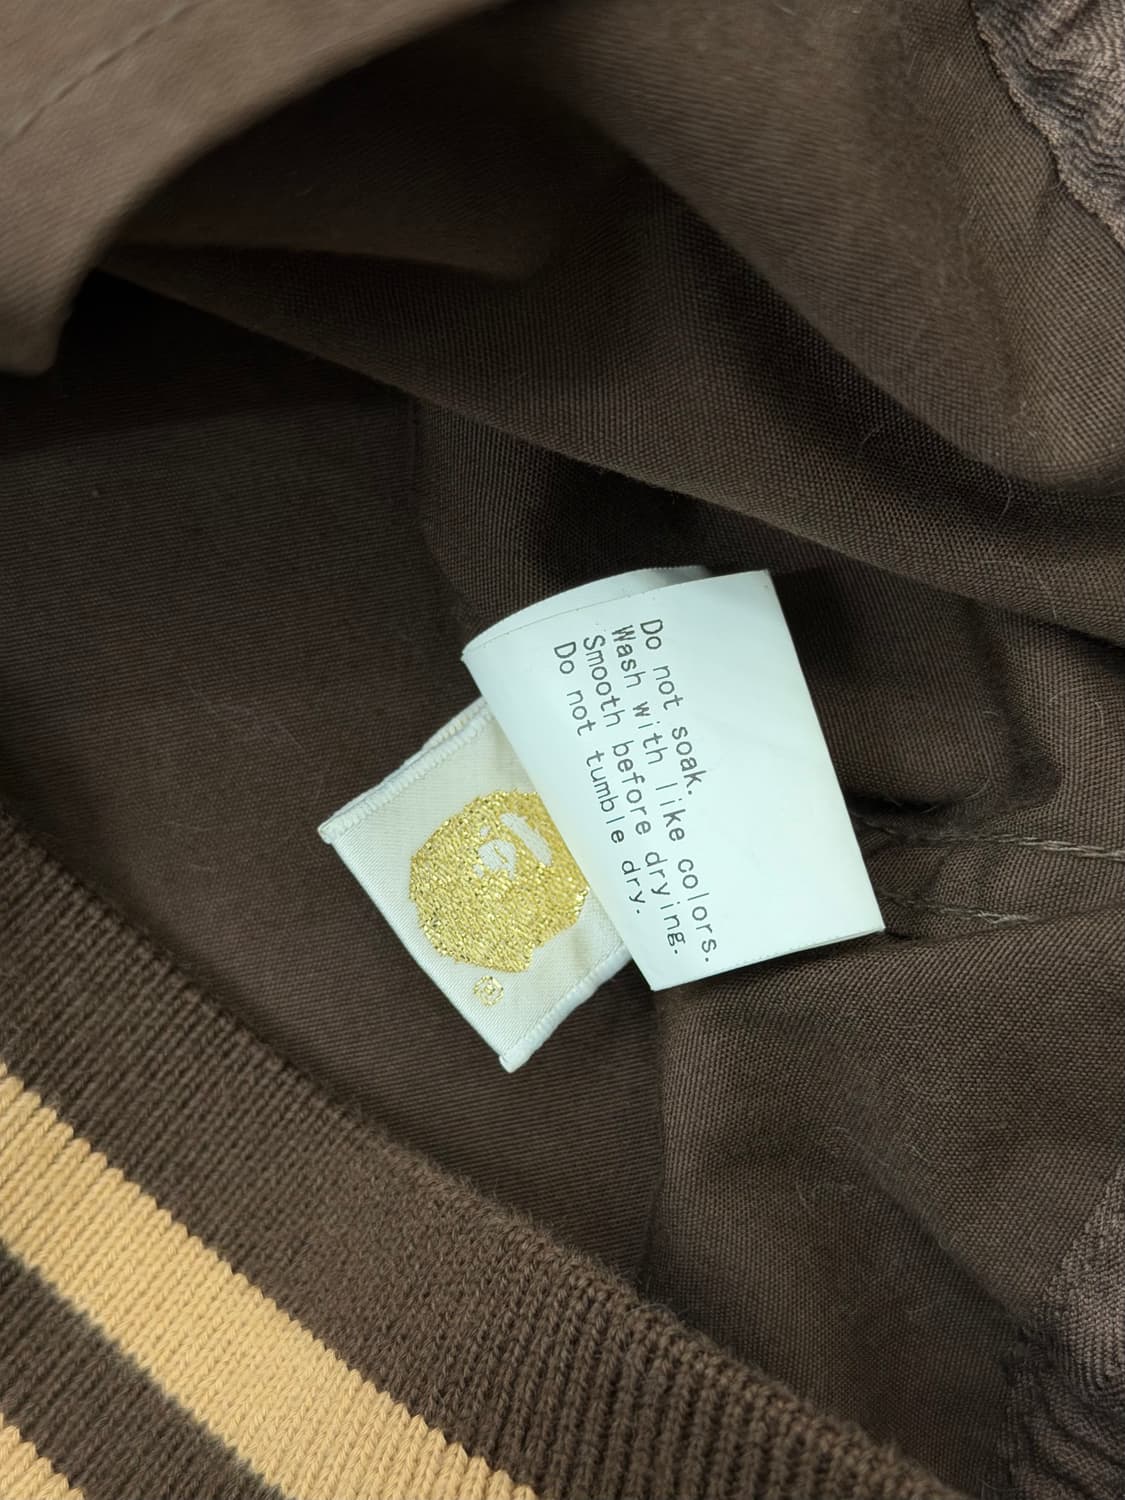 Do not soak.
Wash with like colors.
Smooth before drying.
Do not tumble dry.